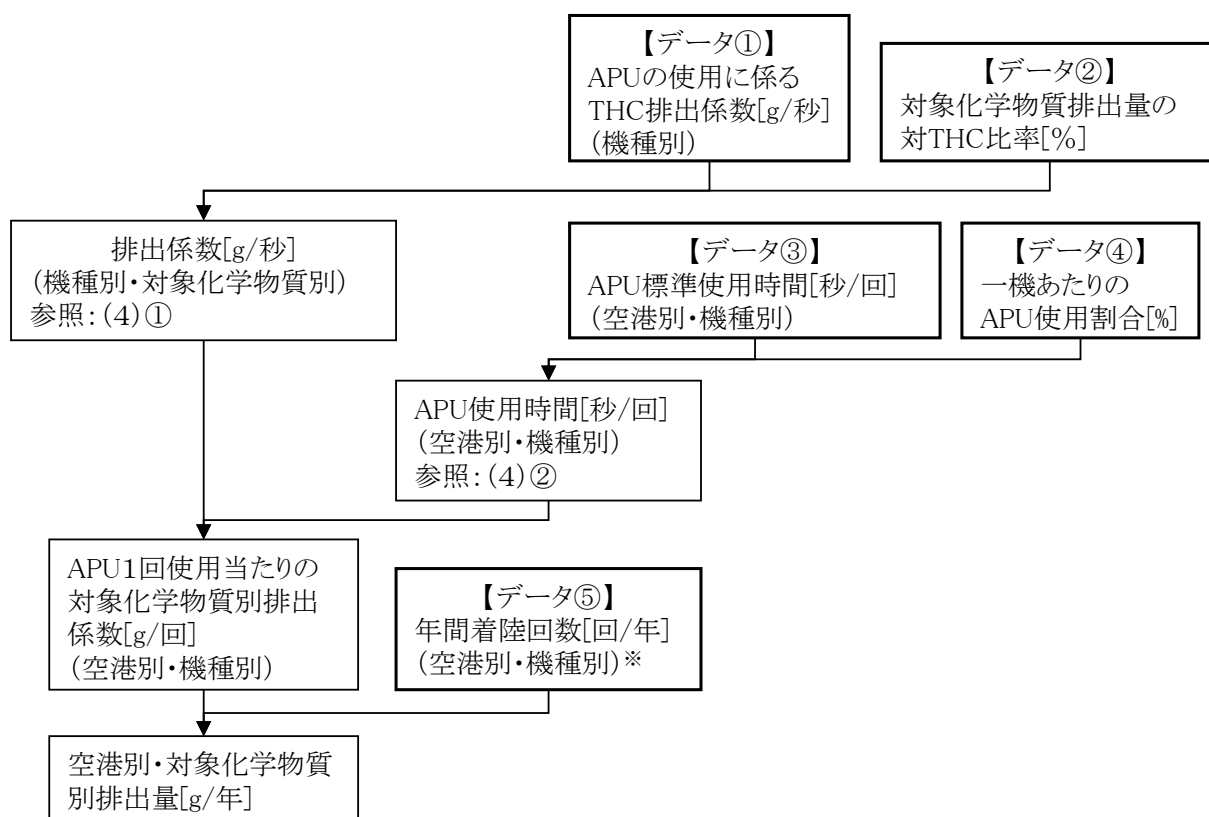 【データ①】
APUの使用に係る
THC排出係数[g/秒]
(機種別)
【データ②】
対象化学物質排出量の
対THC比率[%]
排出係数[g/秒]
(機種別・対象化学物質別)
参照：(4)①
【データ③】
APU標準使用時間[秒/回]
(空港別・機種別)
【データ④】
一機あたりの
APU使用割合[%]
APU使用時間[秒/回]
(空港別・機種別)
参照：(4)②
APU１回使用当たりの
対象化学物質別排出
係数[g/回]
(空港別・機種別)
【データ⑤】
年間着陸回数[回/年]
(空港別・機種別)※
空港別・対象化学物質
別排出量[g/年]